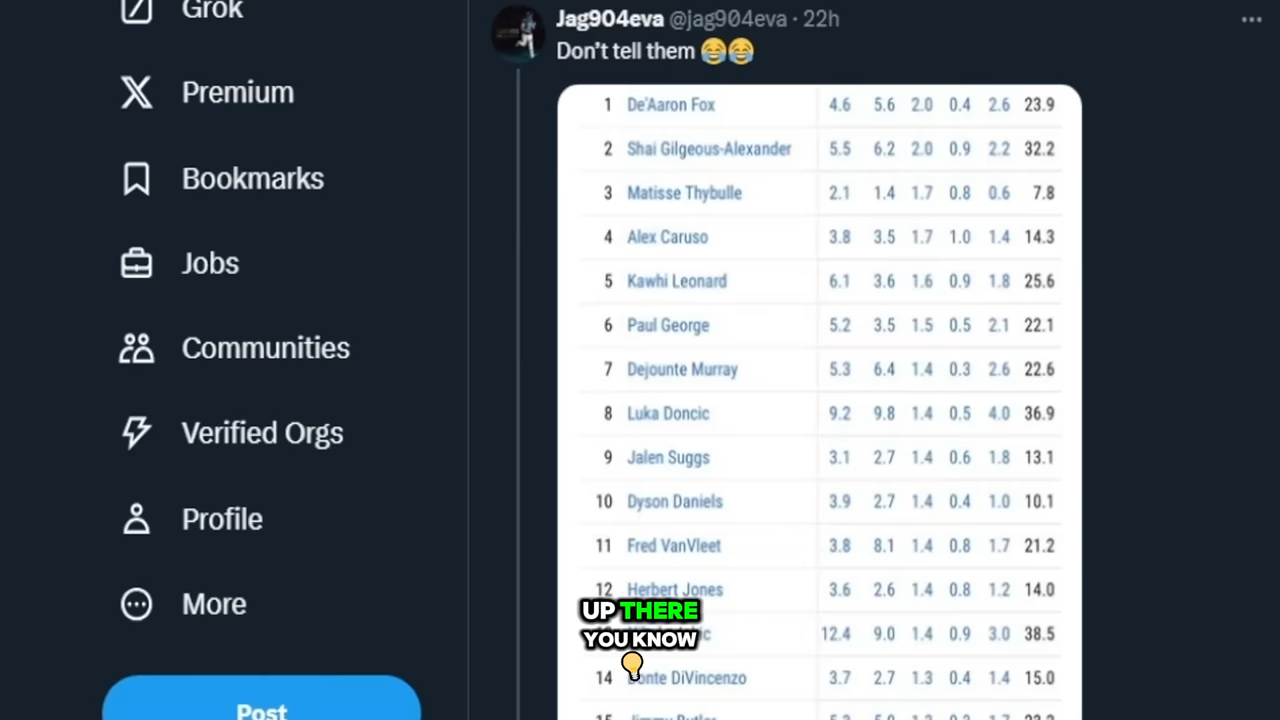 Grok
Premium
Bookmarks
Jobs
Communities
Verified Orgs
Profile
More
Post
Jag904eva @jag904eva · 22h
Don't tell them 😂😂
1 De'Aaron Fox 4.6 5.6 2.0 0.4 2.6 23.9
2 Shai Gilgeous-Alexander 5.5 6.2 2.0 0.9 2.2 32.2
3 Matisse Thybulle 2.1 1.4 1.7 0.8 0.6 7.8
4 Alex Caruso 3.8 3.5 1.7 1.0 1.4 14.3
5 Kawhi Leonard 6.1 3.6 1.6 0.9 1.8 25.6
6 Paul George 5.2 3.5 1.5 0.5 2.1 22.1
7 Dejounte Murray 5.3 6.4 1.4 0.3 2.6 22.6
8 Luka Doncic 9.2 9.8 1.4 0.5 4.0 36.9
9 Jalen Suggs 3.1 2.7 1.4 0.6 1.8 13.1
10 Dyson Daniels 3.9 2.7 1.4 0.4 1.0 10.1
11 Fred VanVleet 3.8 8.1 1.4 0.8 1.7 21.2
12 Herbert Jones 3.6 2.6 1.4 0.8 1.2 14.0
UP THERE
YOU KNOW
12.4 9.0 1.4 0.9 3.0 38.5
14 Donte DiVincenzo 3.7 2.7 1.3 0.4 1.4 15.0